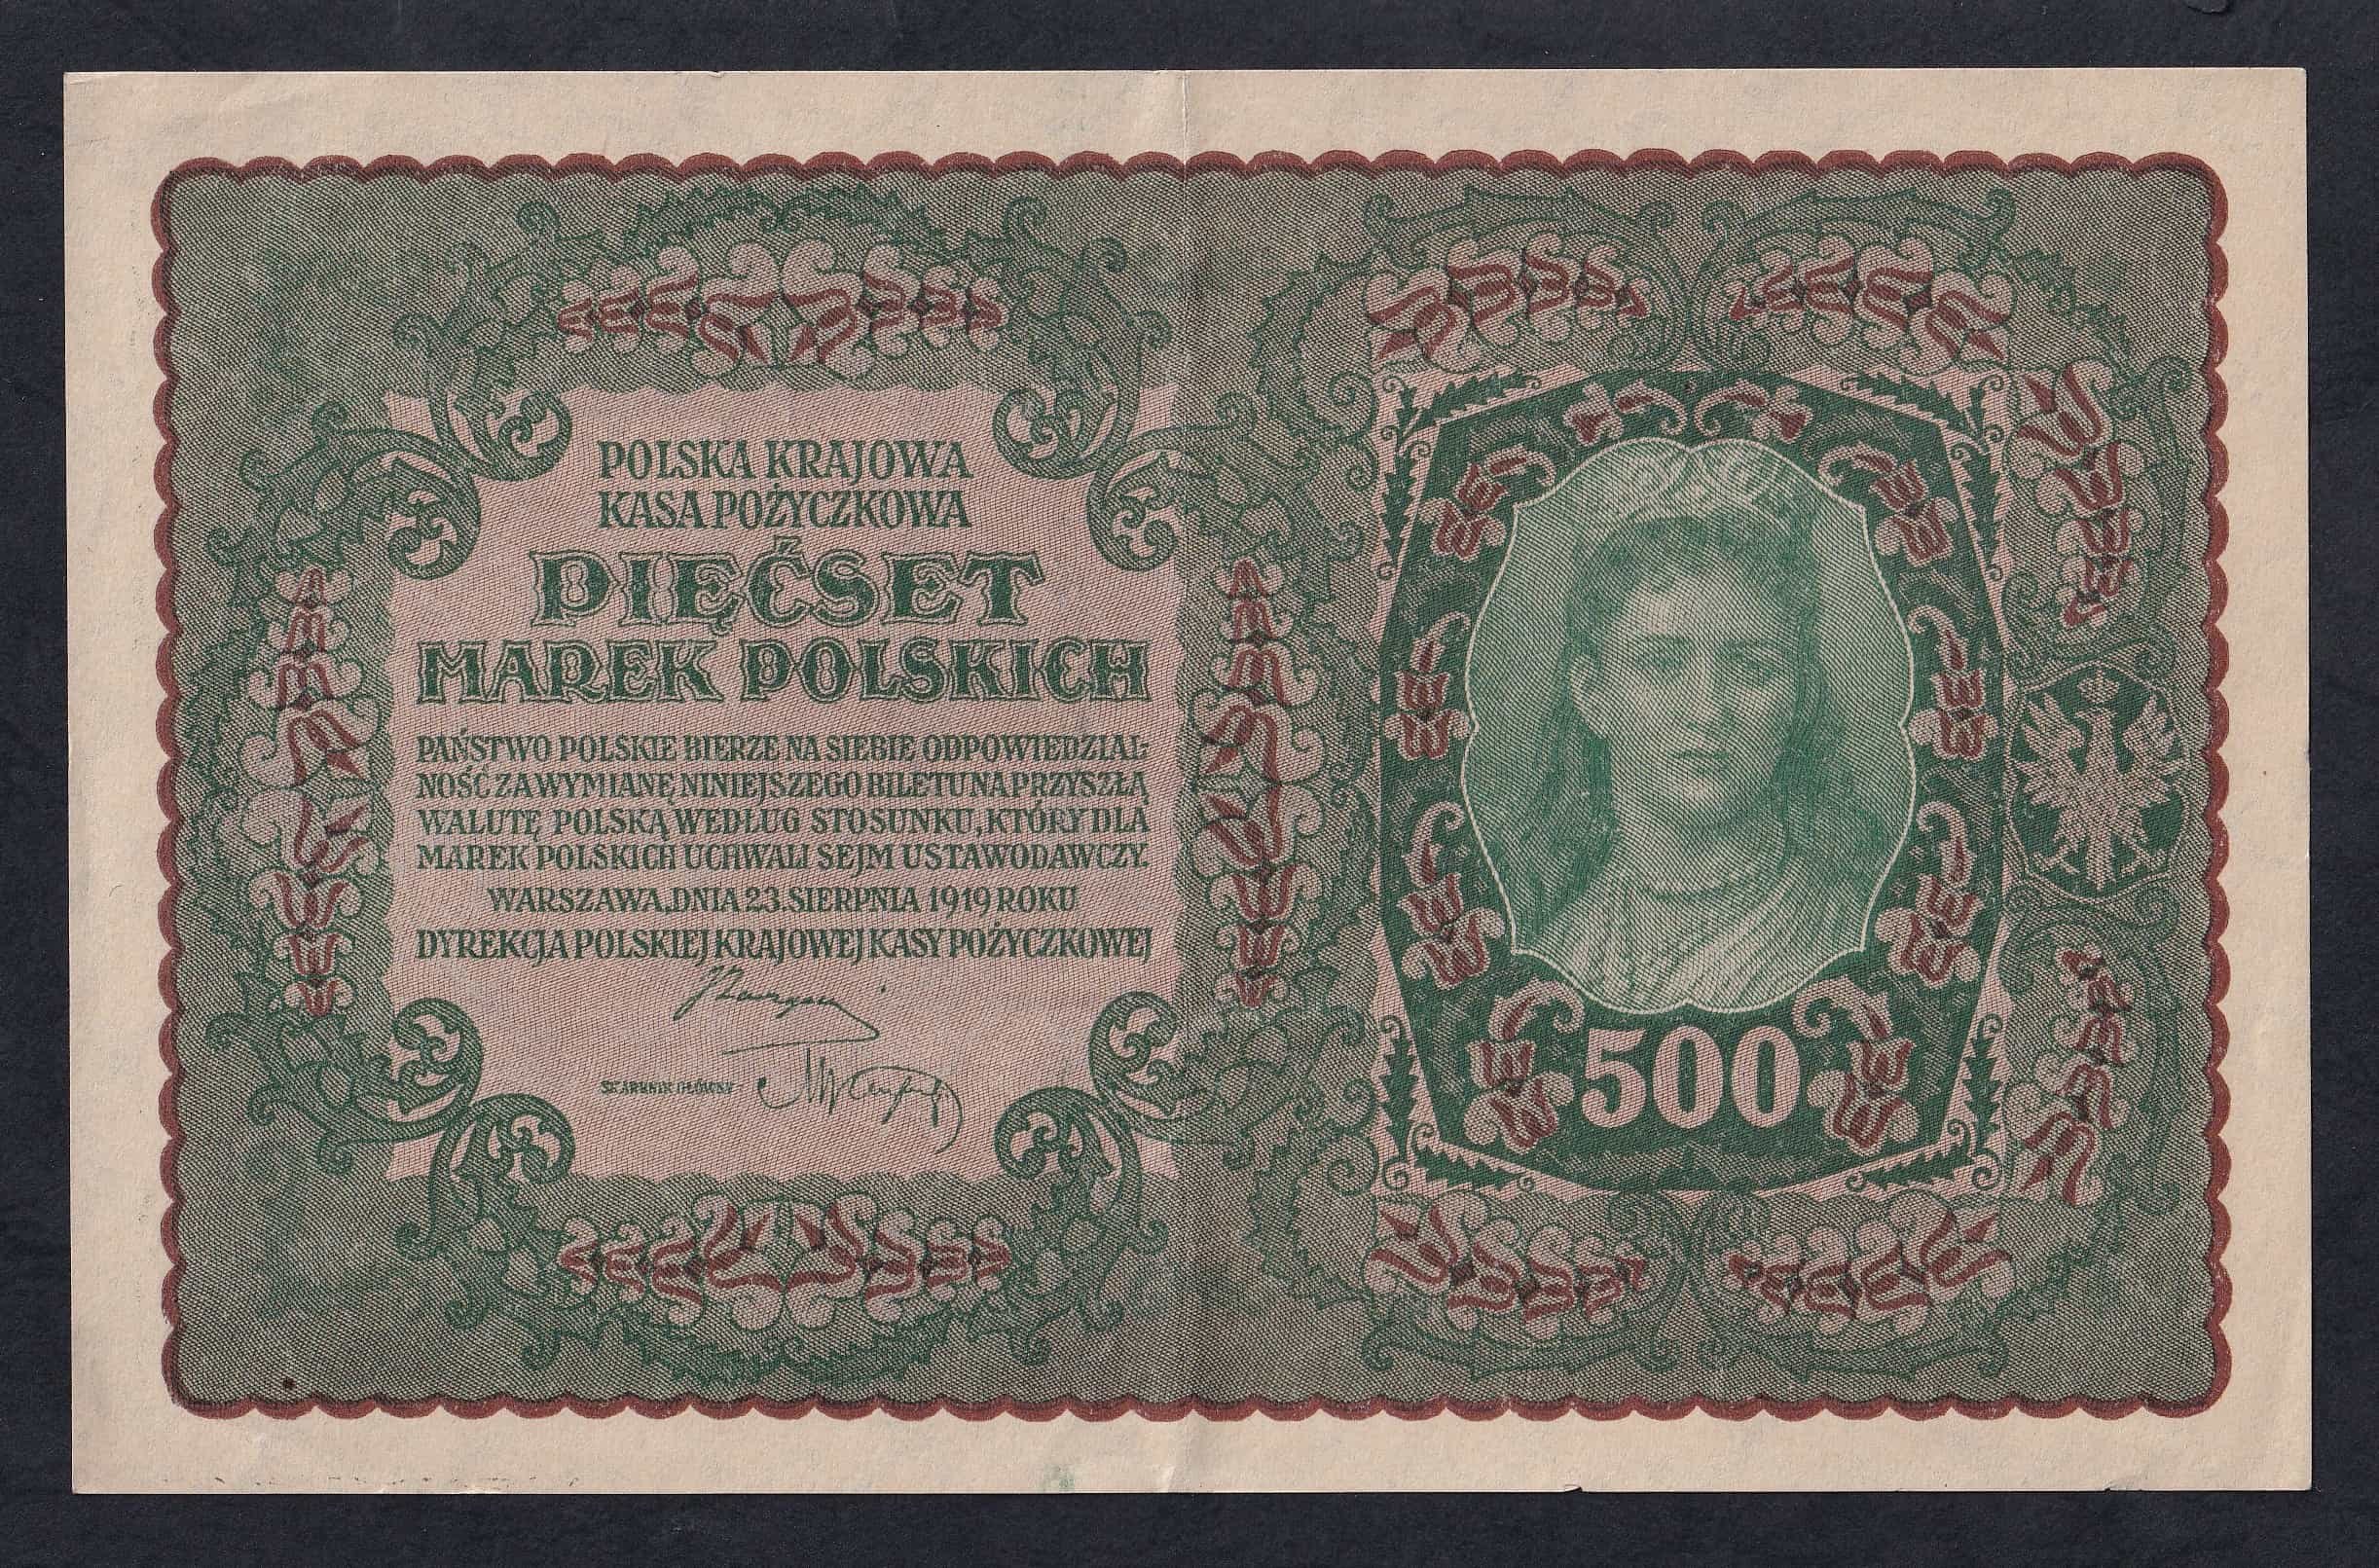 POLSKA KRAJOWA
KASA POŻYCZKOWA
PIĘĆSET
MAREK POLSKICH
PAŃSTWO POLSKIE BIERZE NA SIEBIE ODPOWIEDZIAL-
NOŚĆ ZA WYMIANĘ NINIEJSZEGO BILETU NA PRZYSZŁĄ
WALUTĘ POLSKĄ WEDŁUG STOSUNKU, KTÓRY DLA
MAREK POLSKICH UCHWALI SEJM USTAWODAWCZY.
WARSZAWA, DNIA 23. SIERPNIA 1919 ROKU
DYREKCJA POLSKIEJ KRAJOWEJ KASY POŻYCZKOWEJ
SKARBNIK GŁÓWNY
500